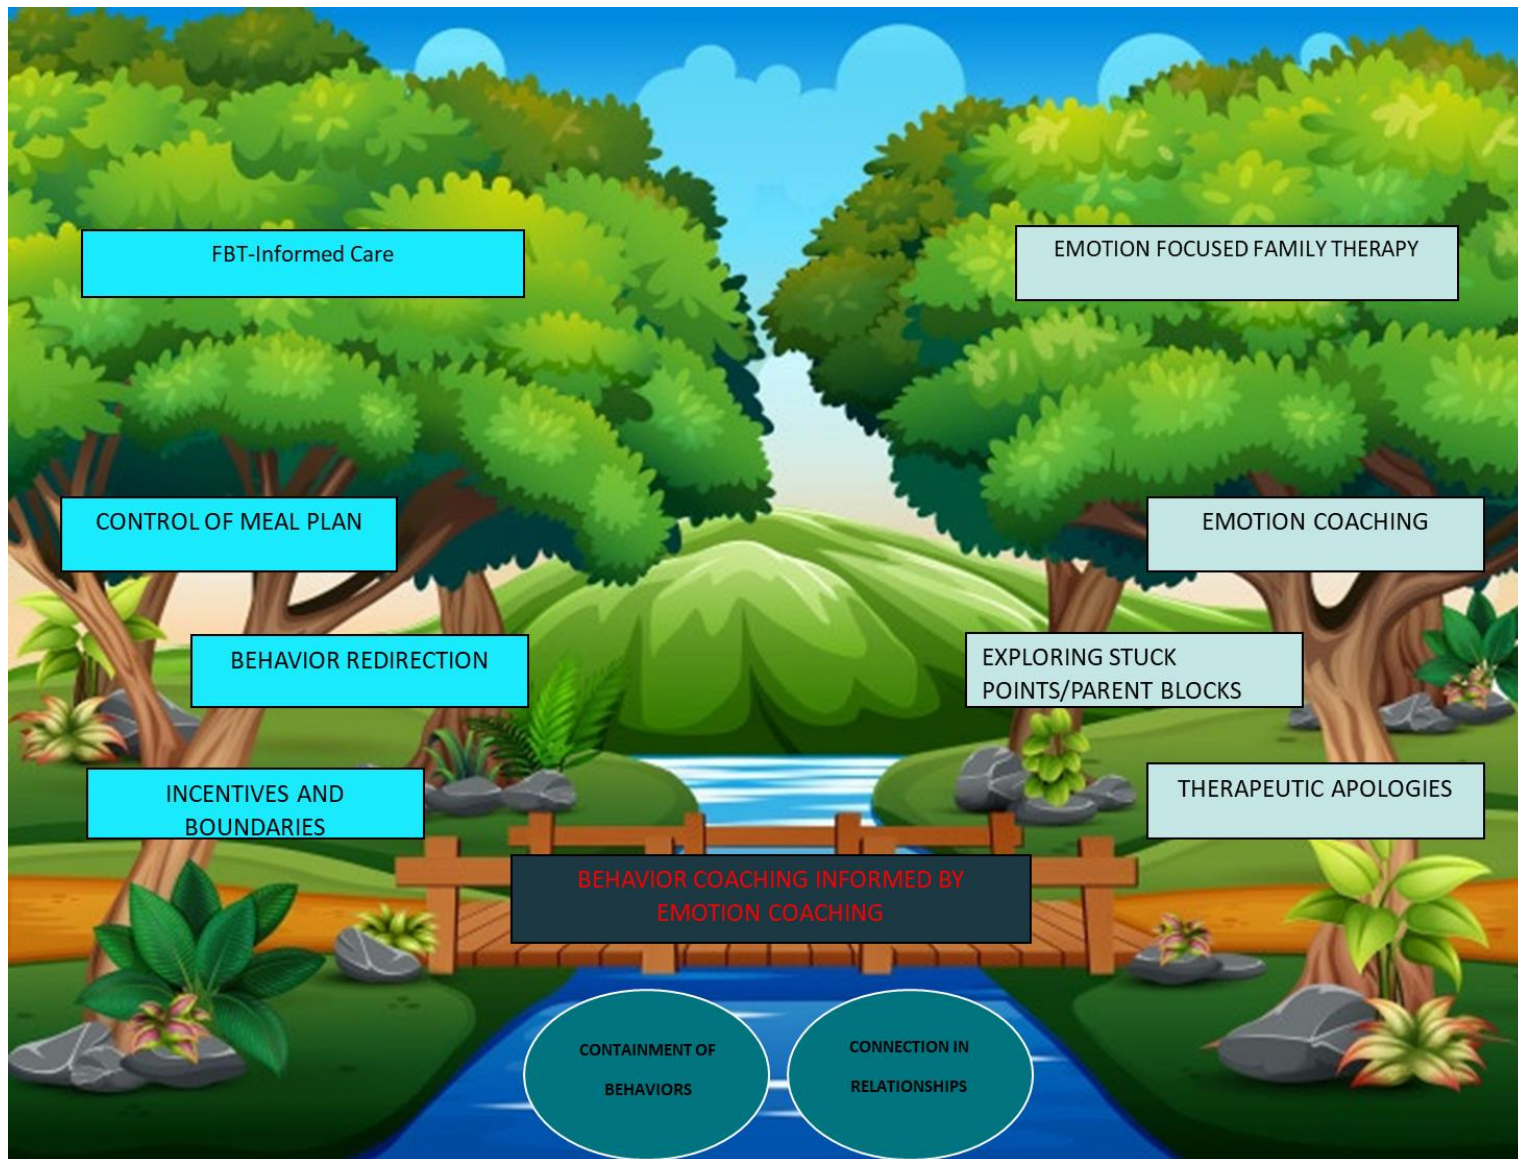 FBT-Informed Care
EMOTION FOCUSED FAMILY THERAPY
CONTROL OF MEAL PLAN
EMOTION COACHING
BEHAVIOR REDIRECTION
EXPLORING STUCK
POINTS/PARENT BLOCKS
INCENTIVES AND
BOUNDARIES
THERAPEUTIC APOLOGIES
BEHAVIOR COACHING INFORMED BY
EMOTION COACHING
CONTAINMENT OF
BEHAVIORS
CONNECTION IN
RELATIONSHIPS